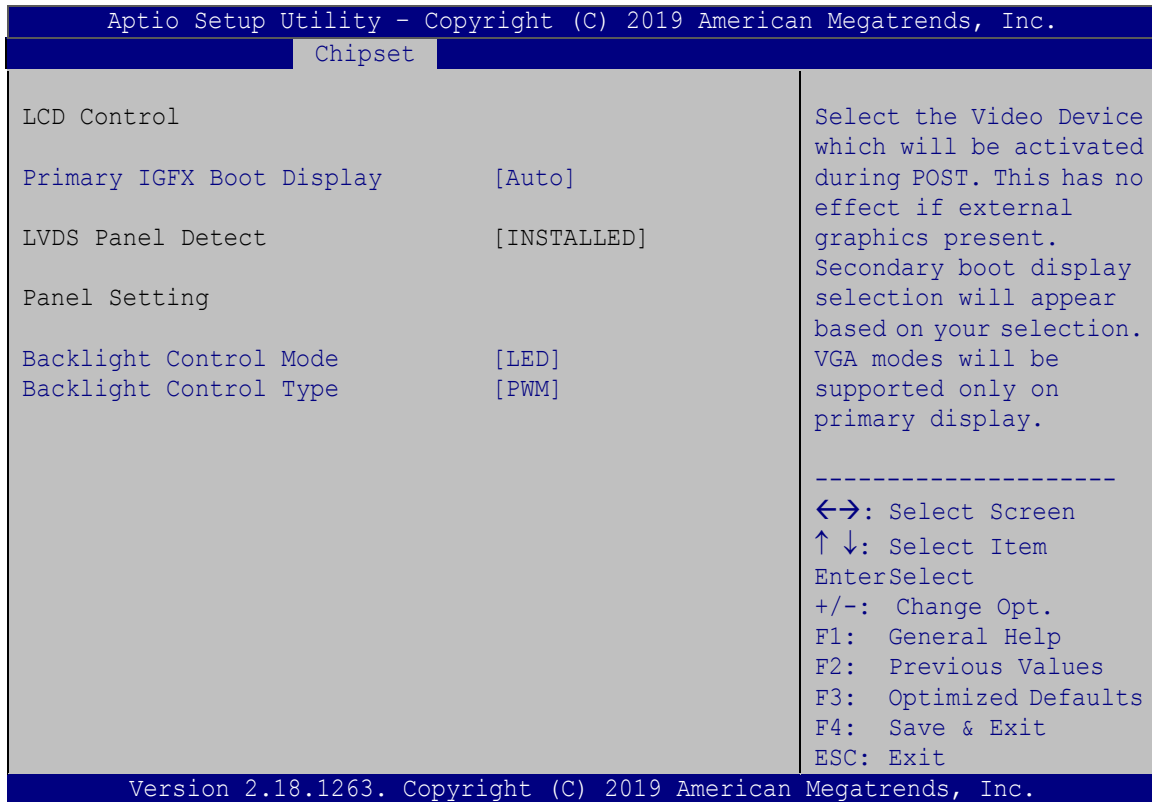 Aptio Setup Utility – Copyright (C) 2019 American Megatrends, Inc.
Chipset
LCD Control
Primary IGFX Boot Display [Auto]
LVDS Panel Detect [INSTALLED]
Panel Setting
Backlight Control Mode [LED]
Backlight Control Type [PWM]
Select the Video Device
which will be activated
during POST. This has no
effect if external
graphics present.
Secondary boot display
selection will appear
based on your selection.
VGA modes will be
supported only on
primary display.
---------------------
←→: Select Screen
↑ ↓: Select Item
EnterSelect
+/-: Change Opt.
F1: General Help
F2: Previous Values
F3: Optimized Defaults
F4: Save & Exit
ESC: Exit
Version 2.18.1263. Copyright (C) 2019 American Megatrends, Inc.